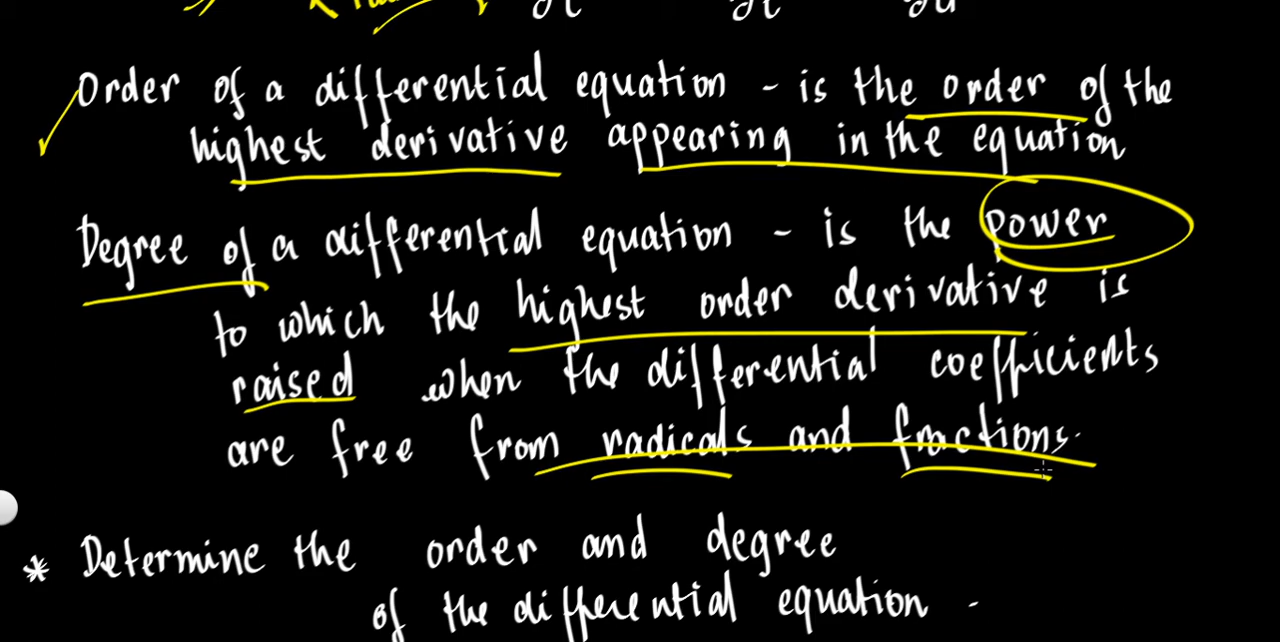 ∂t ∂t ∂u
Order of a differential equation - is the order of the
highest derivative appearing in the equation
Degree of a differential equation - is the power
to which the highest order derivative is
raised when the differential coefficients
are free from radicals and fractions.
* Determine the order and degree
of the differential equation -